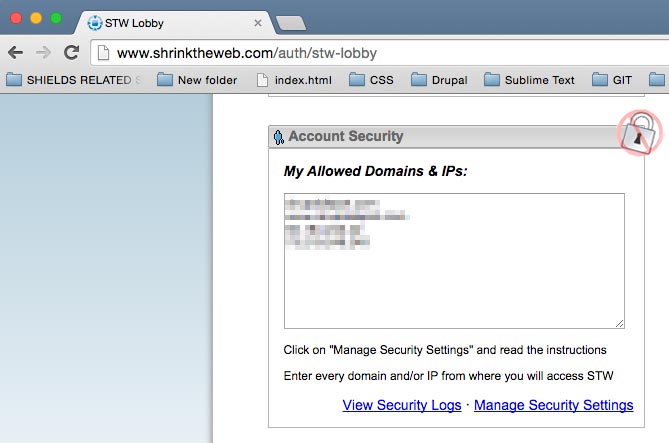 STW Lobby
www.shrinktheweb.com/auth/stw-lobby
SHIELDS RELATED S New folder index.html CSS Drupal Sublime Text GIT
Account Security
My Allowed Domains & IPs:
Click on "Manage Security Settings" and read the instructions
Enter every domain and/or IP from where you will access STW
View Security Logs · Manage Security Settings